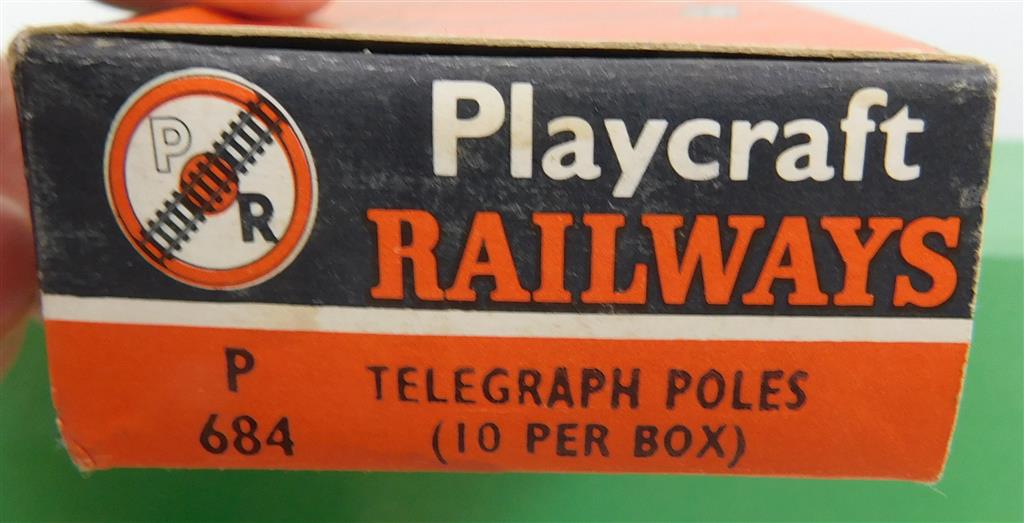 P
R
Playcraft
RAILWAYS
P
684
TELEGRAPH POLES
(10 PER BOX)